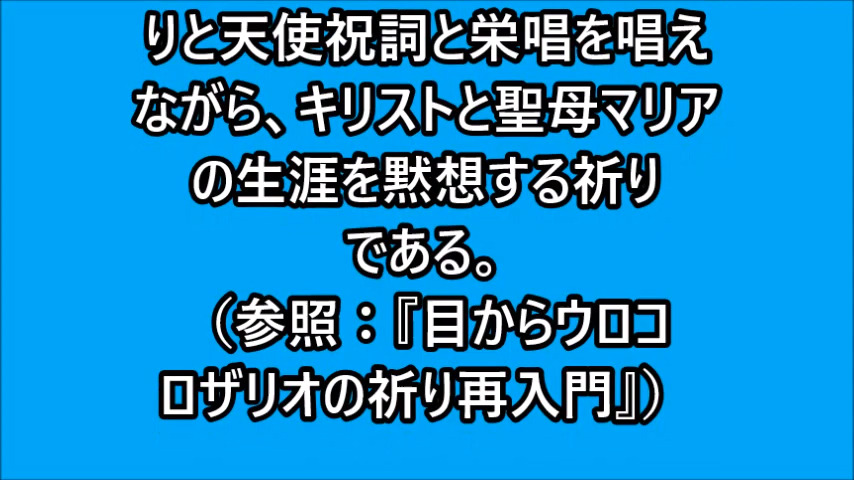 りと天使祝詞と栄唱を唱え
ながら、キリストと聖母マリア
の生涯を黙想する祈り
である。
（参照：『目からウロコ
ロザリオの祈り再入門』）